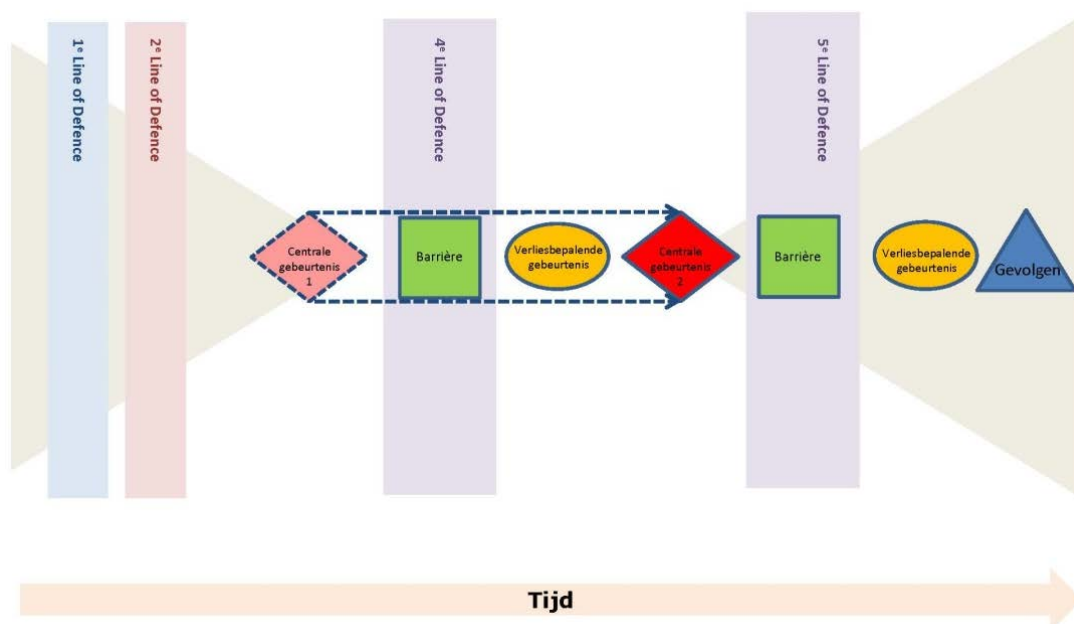 1e Line of Defence
2e Line of Defence
4e Line of Defence
5e Line of Defence
Centrale
gebeurtenis
1
Barrière
Verliesbepalende
gebeurtenis
Centrale
gebeurtenis
2
Barrière
Verliesbepalende
gebeurtenis
Gevolgen
Tijd